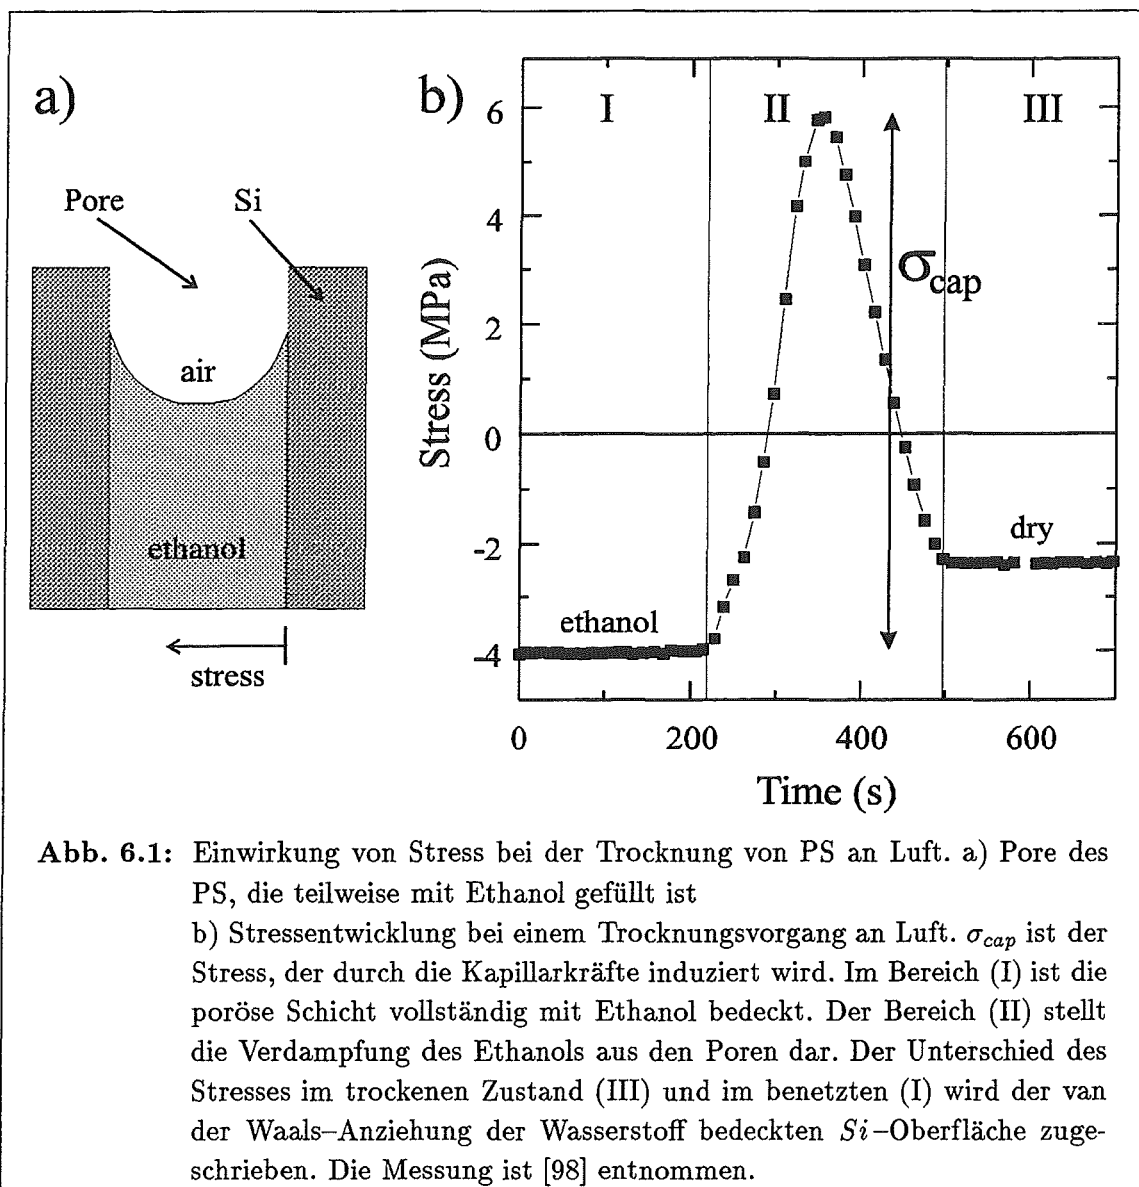 a)
Pore
Si
air
ethanol
stress
b)
I
II
III
6
4
2
0
-2
-4
Stress (MPa)
σcap
ethanol
dry
0
200
400
600
Time (s)
Abb. 6.1: Einwirkung von Stress bei der Trocknung von PS an Luft. a) Pore des
PS, die teilweise mit Ethanol gefüllt ist
b) Stressentwicklung bei einem Trocknungsvorgang an Luft. σcap ist der
Stress, der durch die Kapillarkräfte induziert wird. Im Bereich (I) ist die
poröse Schicht vollständig mit Ethanol bedeckt. Der Bereich (II) stellt
die Verdampfung des Ethanols aus den Poren dar. Der Unterschied des
Stresses im trockenen Zustand (III) und im benetzten (I) wird der van
der Waals–Anziehung der Wasserstoff bedeckten Si–Oberfläche zuge-
schrieben. Die Messung ist [98] entnommen.